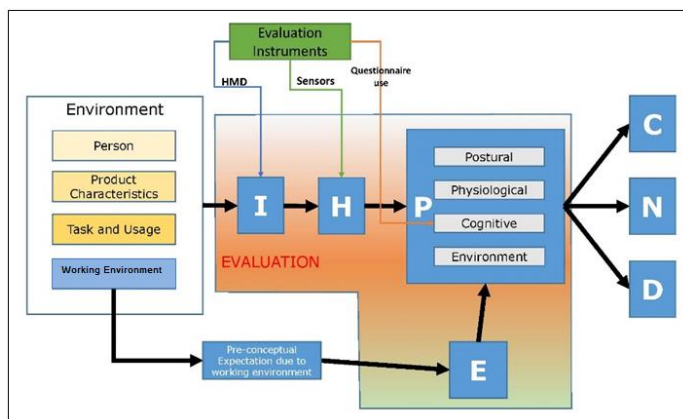 Evaluation
Instruments
HMD
Sensors
Questionnaire
use
Environment
Person
Product
Characteristics
Task and Usage
Working Environment
I
H
P
Postural
Physiological
Cognitive
Environment
C
N
D
EVALUATION
Pre-conceptual
Expectation due to
working environment
E